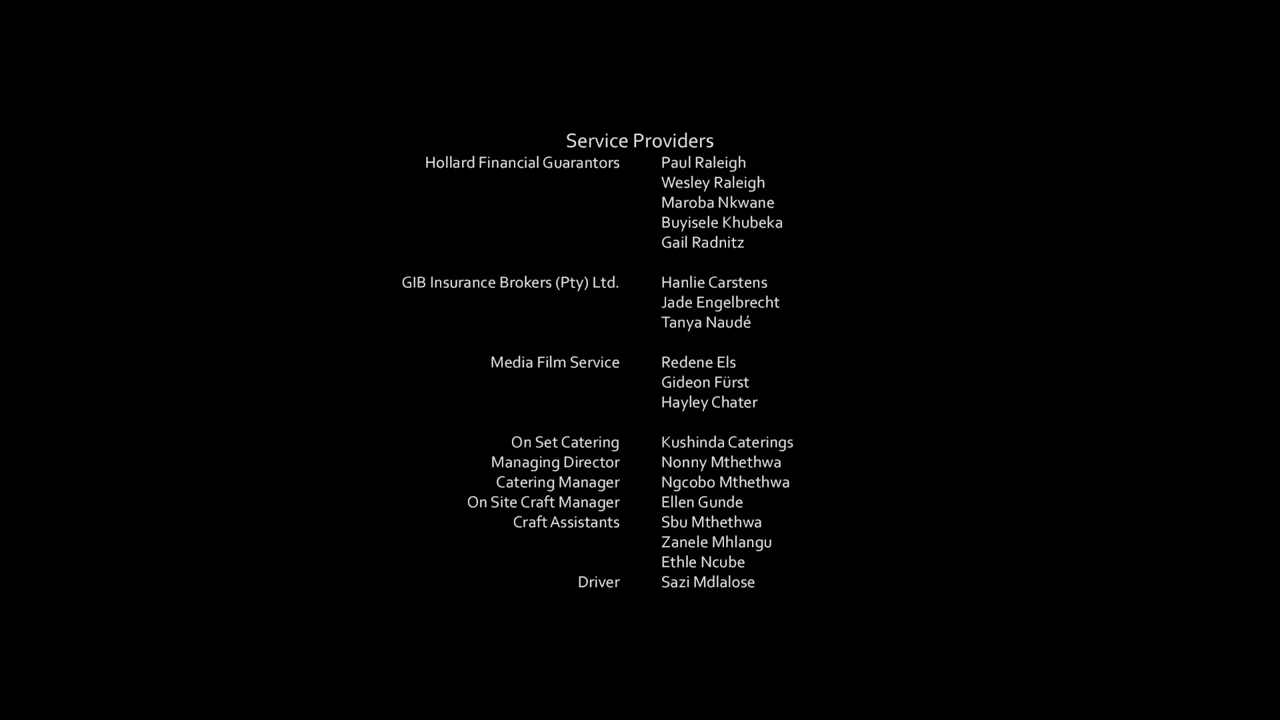 Service Providers
Hollard Financial Guarantors Paul Raleigh
Wesley Raleigh
Maroba Nkwane
Buyisele Khubeka
Gail Radnitz
GIB Insurance Brokers (Pty) Ltd. Hanlie Carstens
Jade Engelbrecht
Tanya Naudé
Media Film Service Redene Els
Gideon Fürst
Hayley Chater
On Set Catering Kushinda Caterings
Managing Director Nonny Mthethwa
Catering Manager Ngcobo Mthethwa
On Site Craft Manager Ellen Gunde
Craft Assistants Sbu Mthethwa
Zanele Mhlangu
Ethle Ncube
Driver Sazi Mdlalose